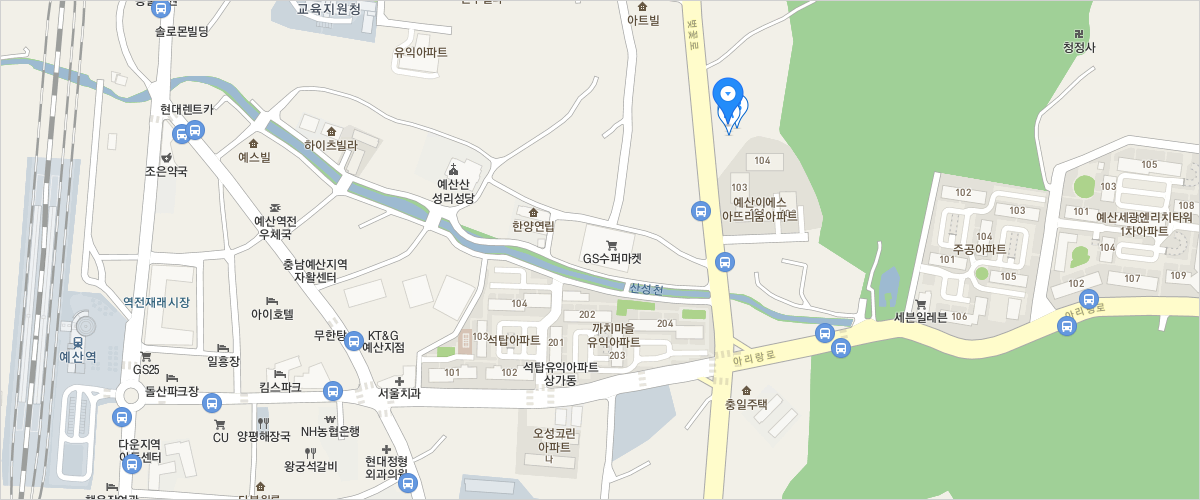 교육지원청
아트빌
솔로몬빌딩
벚꽃로
유익아파트
청정사
현대렌트카
하이츠빌라
예스빌
조은약국
예산산
성리성당
104
103
예산이에스
아뜨리움아파트
105
103
102
103
101
108
예산세광엔리치타워
1차아파트
예산역전
우체국
한양연립
GS수퍼마켓
충남예산지역
자활센터
104
주공아파트
104
101
105
102
107
109
산성천
역전재래시장
아이호텔
104
202
세븐일레븐
106
아리랑로
무한탕
KT&G
예산지점
103
석탑아파트
201
까치마을
유익아파트
204
203
예산역
GS25
일흥장
101
102
석탑유익아파트
상가동
아리랑로
돌산파크장
킴스파크
서울치과
충일주택
CU
양평해장국
NH농협은행
오성코린
아파트
나
다운지역
왕궁석갈비
현대정형
외과의원